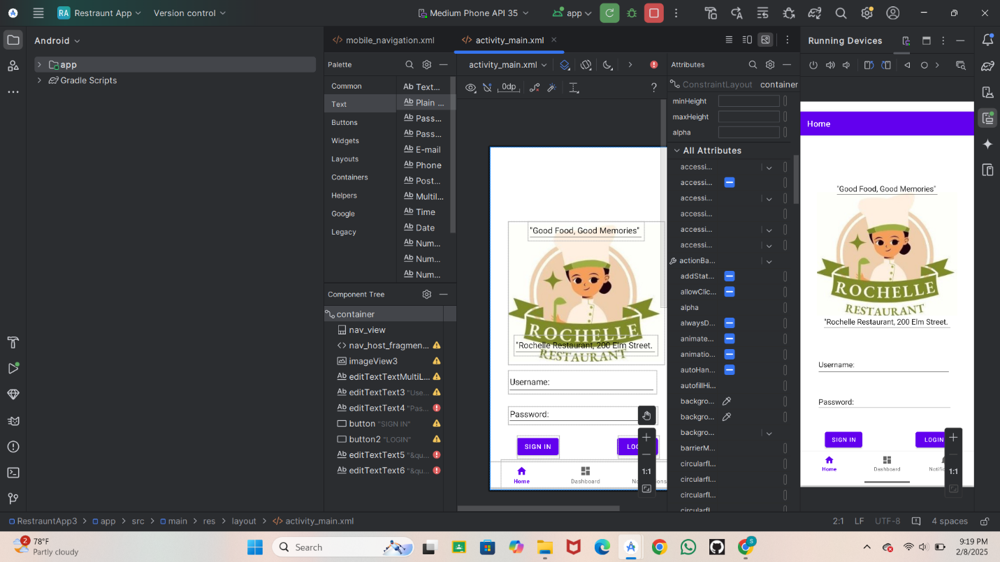 RA Restraunt App
Version control
Medium Phone API 35
app
Android
app
Gradle Scripts
mobile_navigation.xml
activity_main.xml
Palette
Common
Text
Buttons
Widgets
Layouts
Containers
Helpers
Google
Legacy
Ab Text...
Ab Plain ...
Ab Pass...
Ab Pass...
Ab E-mail
Ab Phone
Ab Post...
Ab Multil...
Ab Time
Ab Date
Ab Num...
Ab Num...
Ab Num...
Component Tree
container
nav_view
nav_host_fragmen...
imageView3
Ab editTextTextMultiL...
Ab editTextText3 "Use...
Ab editTextText4 "Pas...
button "SIGN IN"
button2 "LOGIN"
Ab editTextText5 "&qu...
Ab editTextText6 "&qu...
activity_main.xml
0dp
?
"Good Food, Good Memories"
ROCHELLE
"Rochelle Restaurant, 200 Elm Street.
RESTAURANT
Username:
Password:
SIGN IN
Home
Dashboard
1:1
Attributes
ConstraintLayout container
minHeight
maxHeight
alpha
All Attributes
accessi...
accessi...
accessi...
accessi...
accessi...
accessi...
actionBa...
addStat...
allowClic...
alpha
alwaysD...
animate...
animatio...
autoHan...
autofillHi...
backgro...
backgro...
backgro...
barrierM...
circularfl...
circularfl...
circularfl...
Running Devices
Home
"Good Food, Good Memories"
ROCHELLE
RESTAURANT
"Rochelle Restaurant, 200 Elm Street.
Username:
Password:
SIGN IN
LOGIN
Home
Dashboard
1:1
RestrauntApp3 > app > src > main > res > layout > activity_main.xml
2:1 LF UTF-8 4 spaces
2
78°F
Partly cloudy
Search
S
9:19 PM
2/8/2025